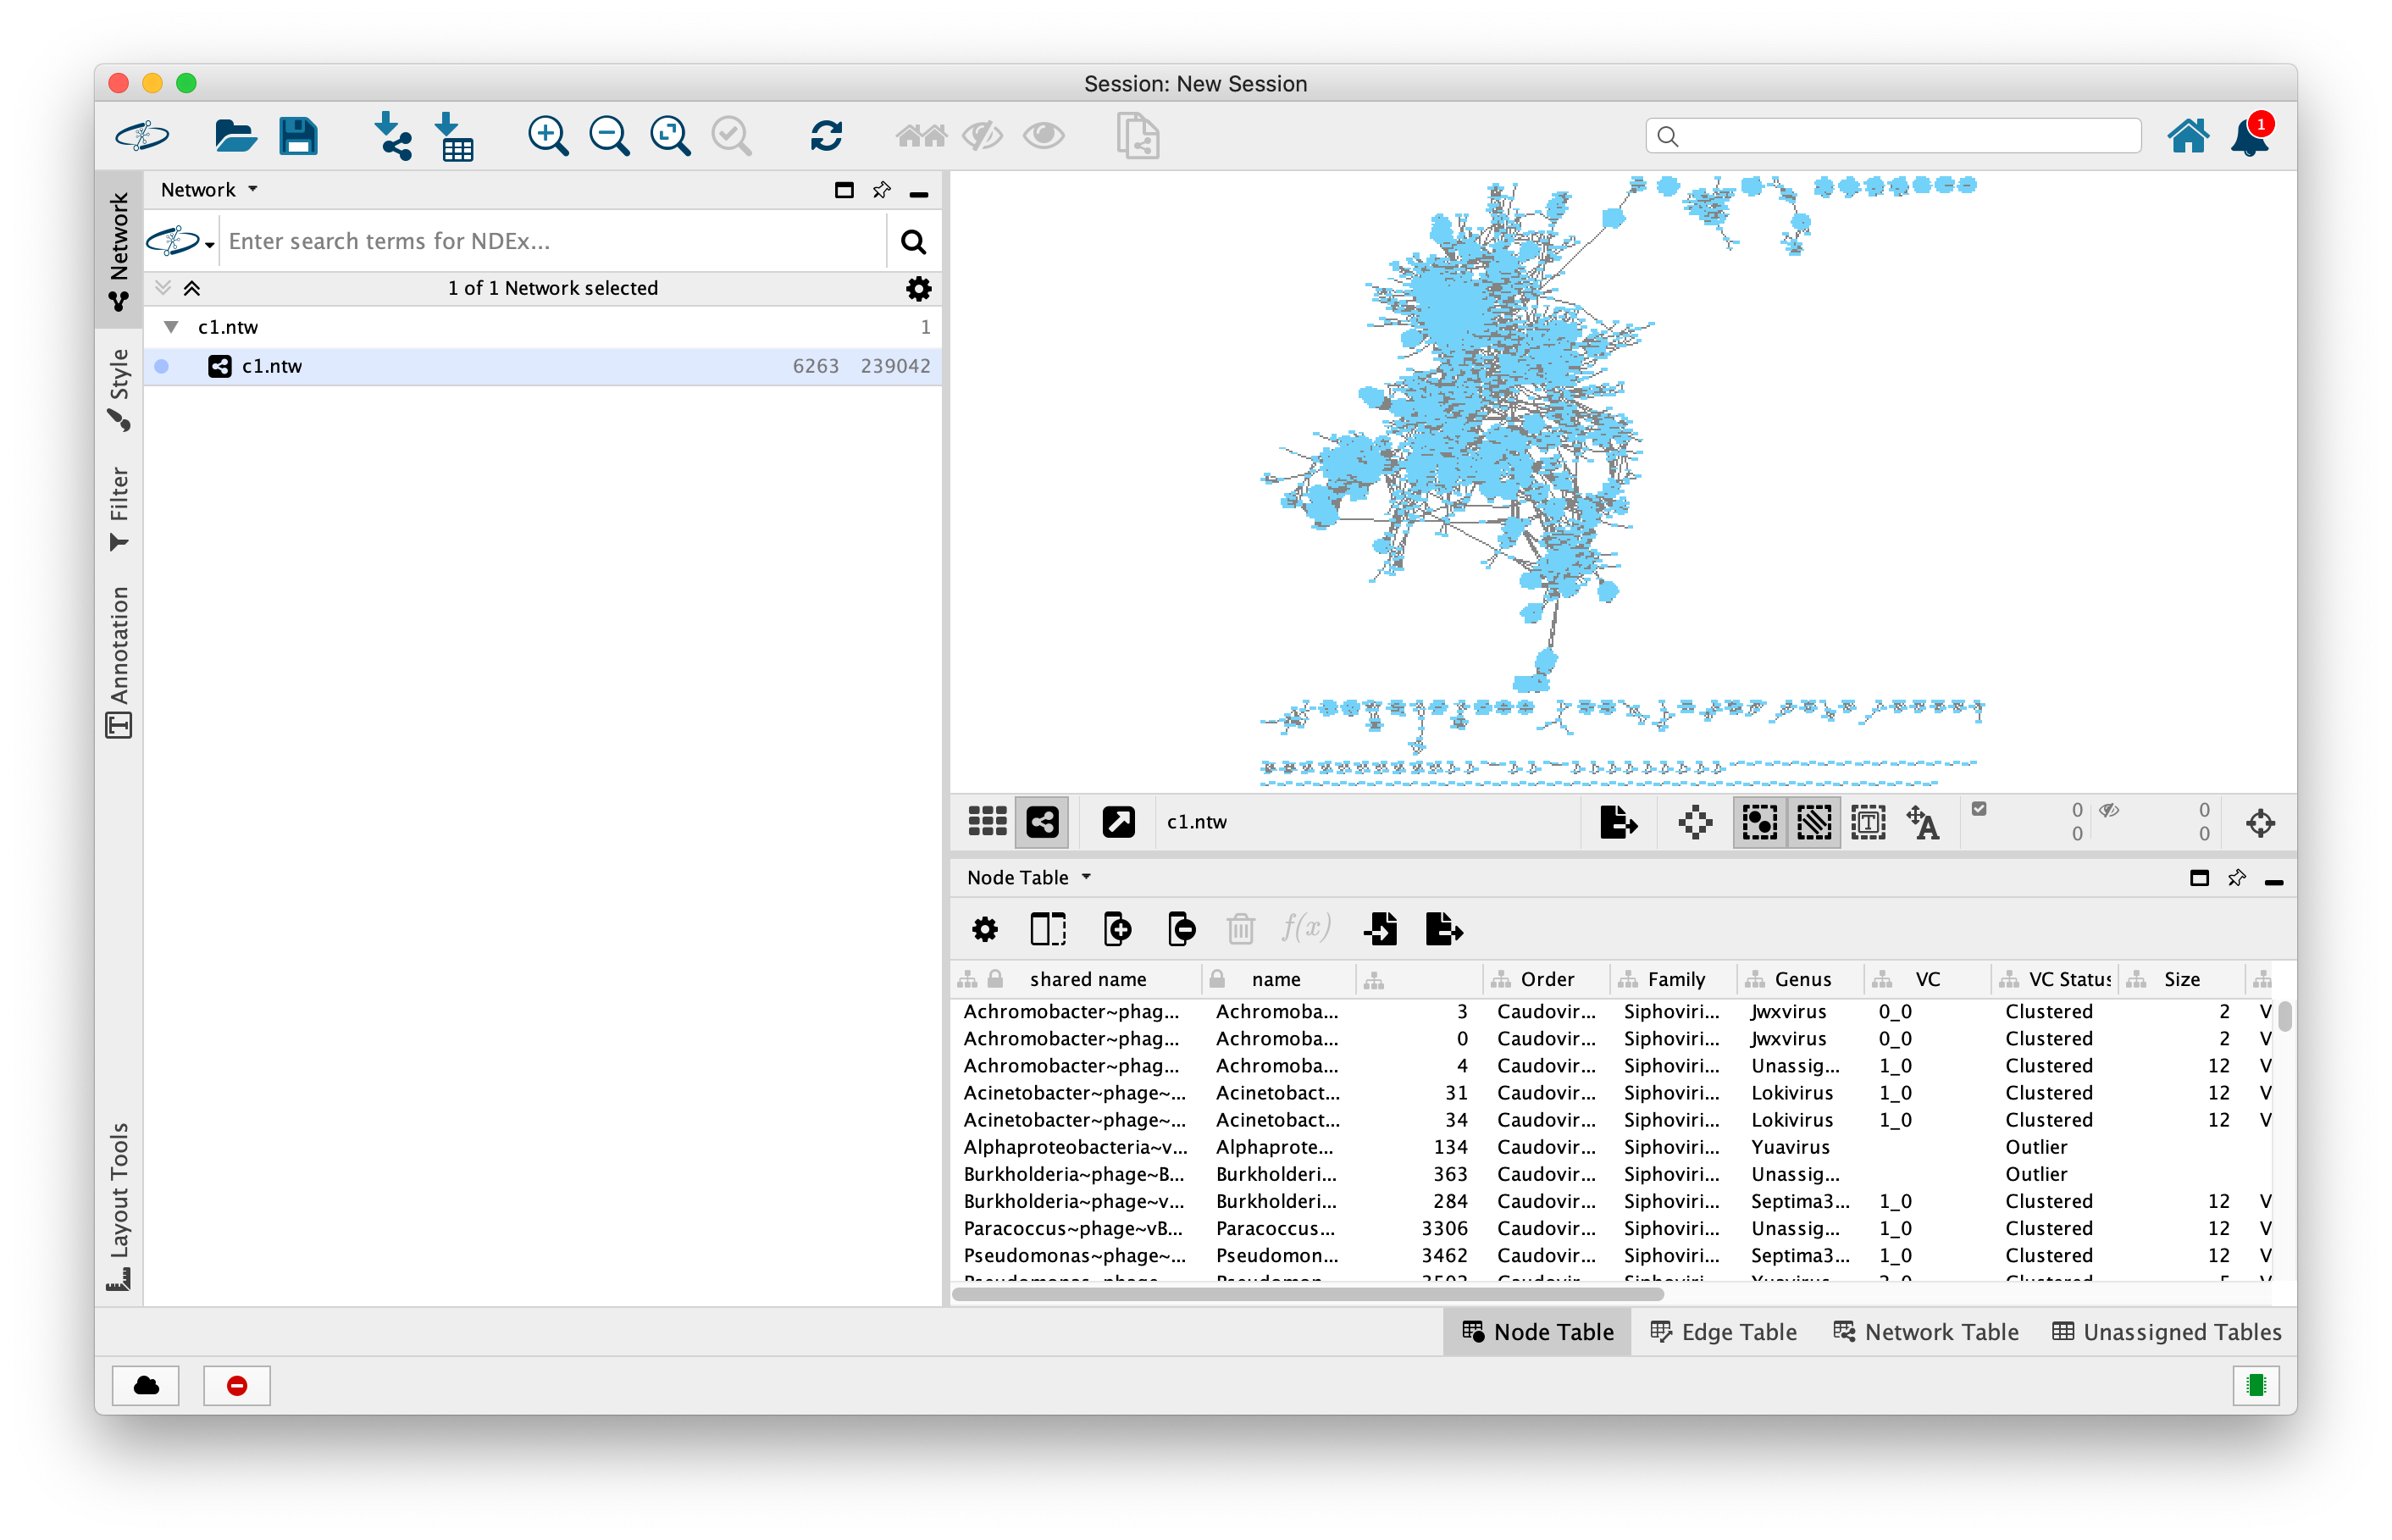 Session: New Session
1
Network
Enter search terms for NDEx...
1 of 1 Network selected
c1.ntw 1
c1.ntw 6263 239042
Network
Style
Filter
Annotation
T
Layout Tools
c1.ntw
T
A
0 0
0 0
Node Table
f(x)
shared name name Order Family Genus VC VC Status Size
Achromobacter~phag... Achromoba... 3 Caudovir... Siphoviri... Jwxvirus 0_0 Clustered 2 V
Achromobacter~phag... Achromoba... 0 Caudovir... Siphoviri... Jwxvirus 0_0 Clustered 2 V
Achromobacter~phag... Achromoba... 4 Caudovir... Siphoviri... Unassig... 1_0 Clustered 12 V
Acinetobacter~phage~... Acinetobact... 31 Caudovir... Siphoviri... Lokivirus 1_0 Clustered 12 V
Acinetobacter~phage~... Acinetobact... 34 Caudovir... Siphoviri... Lokivirus 1_0 Clustered 12 V
Alphaproteobacteria~v... Alphaprote... 134 Caudovir... Siphoviri... Yuavirus Outlier
Burkholderia~phage~B... Burkholderi... 363 Caudovir... Siphoviri... Unassig... Outlier
Burkholderia~phage~v... Burkholderi... 284 Caudovir... Siphoviri... Septima3... 1_0 Clustered 12 V
Paracoccus~phage~vB... Paracoccus... 3306 Caudovir... Siphoviri... Unassig... 1_0 Clustered 12 V
Pseudomonas~phage~... Pseudomon... 3462 Caudovir... Siphoviri... Septima3... 1_0 Clustered 12 V
Node Table Edge Table Network Table Unassigned Tables